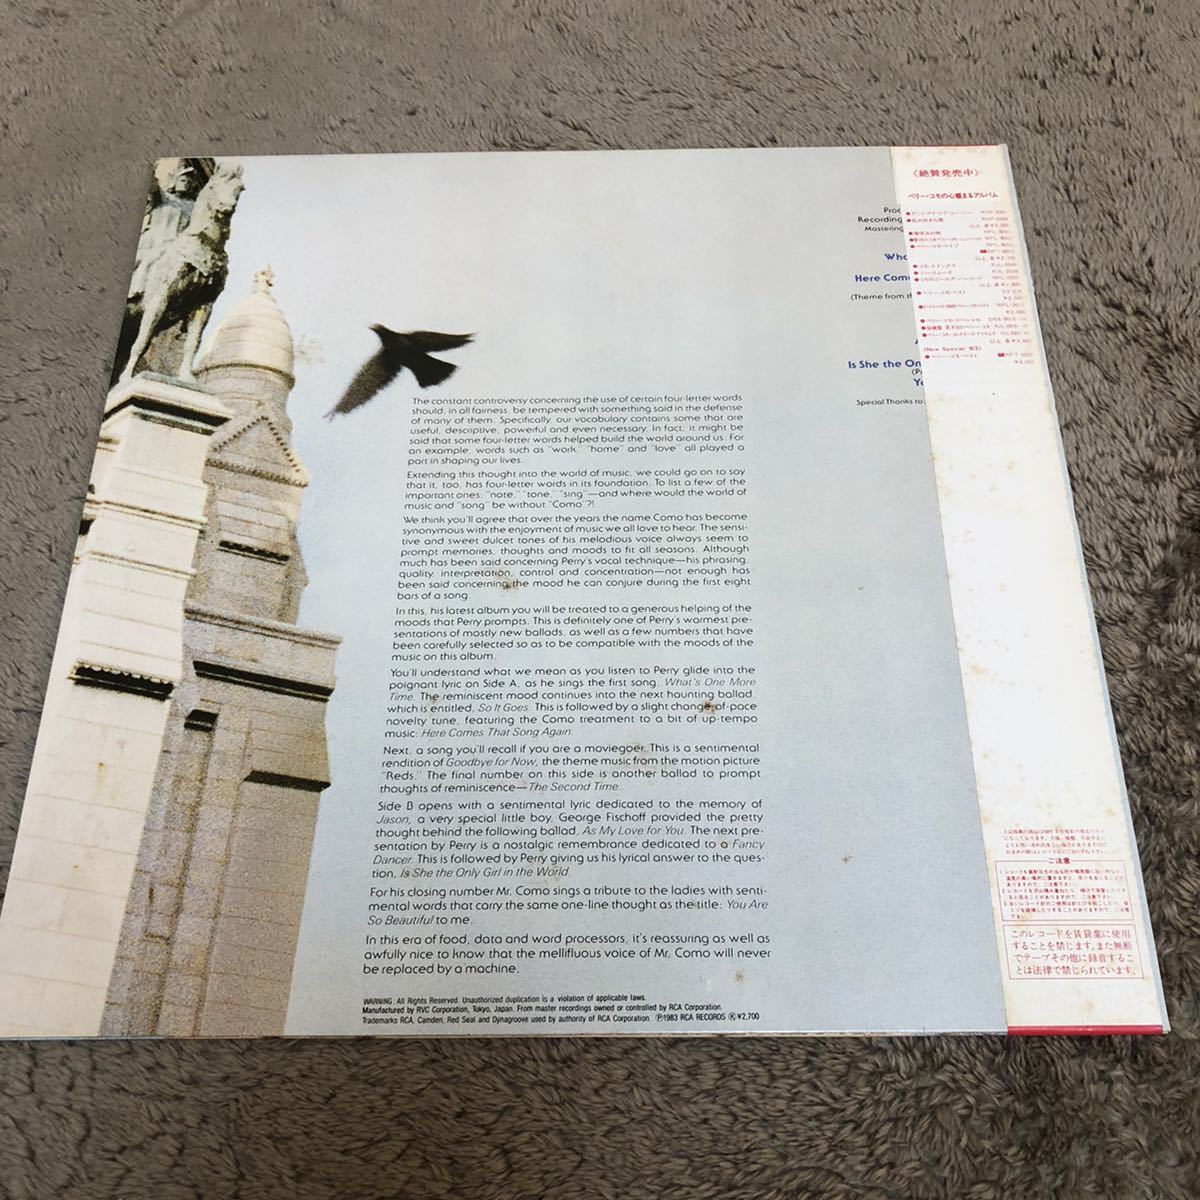 The constant controversy concerning the use of certain four-letter words
should, in all fairness, be tempered with something said in the defense
of many of them. Specifically, our vocabulary contains some that are
useful, descriptive, powerful and even necessary. In fact, it might be
said that some four-letter words helped build the world around us. For
an example, words such as "work," "home" and "love" all played a
part in shaping our lives.
Extending this thought into the world of music, we could go on to say
that it, too, has four-letter words in its foundation. To list a few of the
important ones: "note," "tone," "sing"—and where would the world of
music and "song" be without "Como"?!
We think you'll agree that over the years the name Como has become
synonymous with the enjoyment of music we all love to hear. The sensi-
tive and sweet dulcet tones of his melodious voice always seem to
prompt memories, thoughts and moods to fit all seasons. Although
much has been said concerning Perry's vocal technique—his phrasing,
quality, interpretation, control and concentration—not enough has
been said concerning the mood he can conjure during the first eight
bars of a song.
In this, his latest album you will be treated to a generous helping of the
moods that Perry prompts. This is definitely one of Perry's warmest pre-
sentations of mostly new ballads, as well as a few numbers that have
been carefully selected so as to be compatible with the moods of the
music on this album.
You'll understand what we mean as you listen to Perry glide into the
poignant lyric on Side A, as he sings the first song, What's One More
Time. The reminiscent mood continues into the next haunting ballad,
which is entitled, So It Goes. This is followed by a slight change-of-pace
novelty tune, featuring the Como treatment to a bit of up-tempo
music: Here Comes That Song Again.
Next, a song you'll recall if you are a moviegoer. This is a sentimental
rendition of Goodbye for Now, the theme music from the motion picture
"Reds." The final number on this side is another ballad to prompt
thoughts of reminiscence—The Second Time.
Side B opens with a sentimental lyric dedicated to the memory of
Jason, a very special little boy. George Fischoff provided the pretty
thought behind the following ballad, As My Love for You. The next pre-
sentation by Perry is a nostalgic remembrance dedicated to a Fancy
Dancer. This is followed by Perry giving us his lyrical answer to the ques-
tion, Is She the Only Girl in the World.
For his closing number Mr. Como sings a tribute to the ladies with senti-
mental words that carry the same one-line thought as the title: You Are
So Beautiful to me.
In this era of food, data and word processors, it's reassuring as well as
awfully nice to know that the mellifluous voice of Mr. Como will never
be replaced by a machine.
WARNING: All Rights Reserved. Unauthorized duplication is a violation of applicable laws.
Manufactured by RVC Corporation, Tokyo, Japan. From master recordings owned or controlled by RCA Corporation.
Trademarks RCA, Camden, Red Seal and Dynagroove used by authority of RCA Corporation. Ⓟ1983 RCA RECORDS Ⓚ¥2,700
Recording
Mastering
Here Com
(Theme from th
Is She the On
Yo
Special Thanks to
〈絶賛発売中〉
ペリー・コモの心暖まるアルバム
(New Special '83)
ご注意
このレコードを賃貸業に使用
することを禁じます。また無断
でテープその他に録音するこ
とは法律で禁じられています。